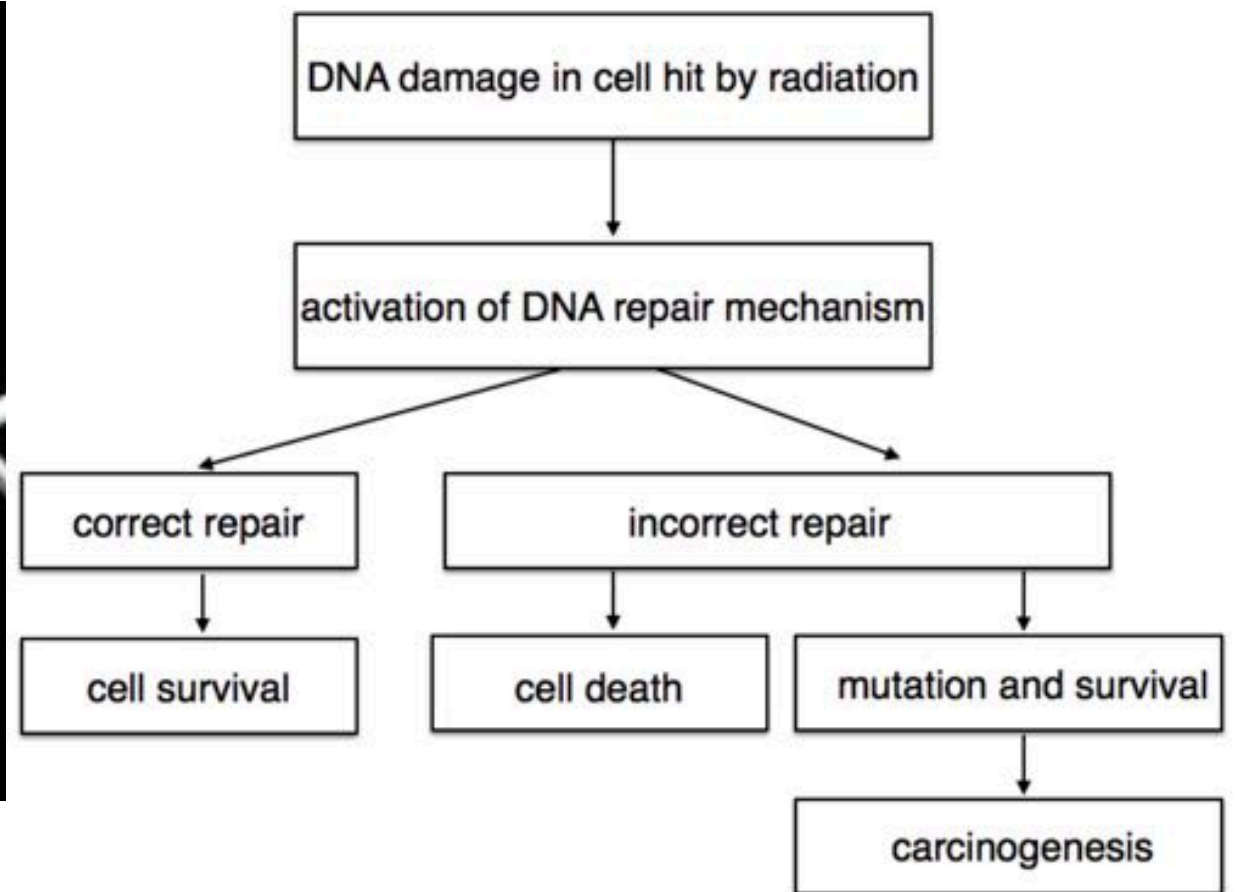 DNA damage in cell hit by radiation
activation of DNA repair mechanism
correct repair
incorrect repair
cell survival
cell death
mutation and survival
carcinogenesis